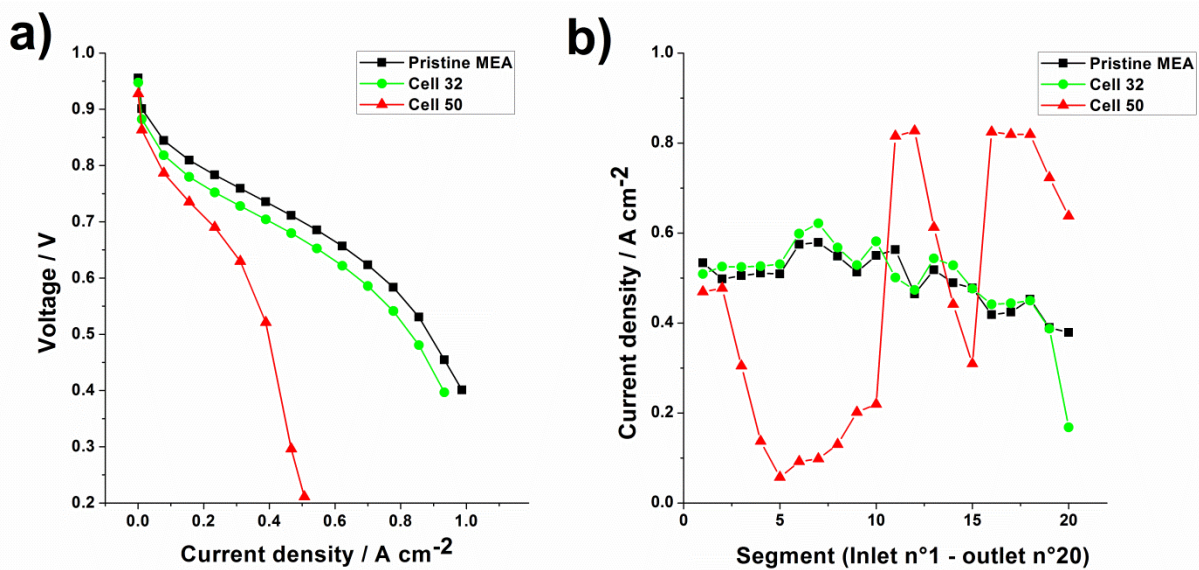 a)
Pristine MEA
Cell 32
Cell 50
1.0
0.9
0.8
0.7
0.6
0.5
0.4
0.3
0.2
Voltage / V
0.0
0.2
0.4
0.6
0.8
1.0
Current density / A cm-2
b)
Pristine MEA
Cell 32
Cell 50
1.0
0.8
0.6
0.4
0.2
0.0
Current density / A cm-2
0
5
10
15
20
Segment (Inlet n°1 - outlet n°20)